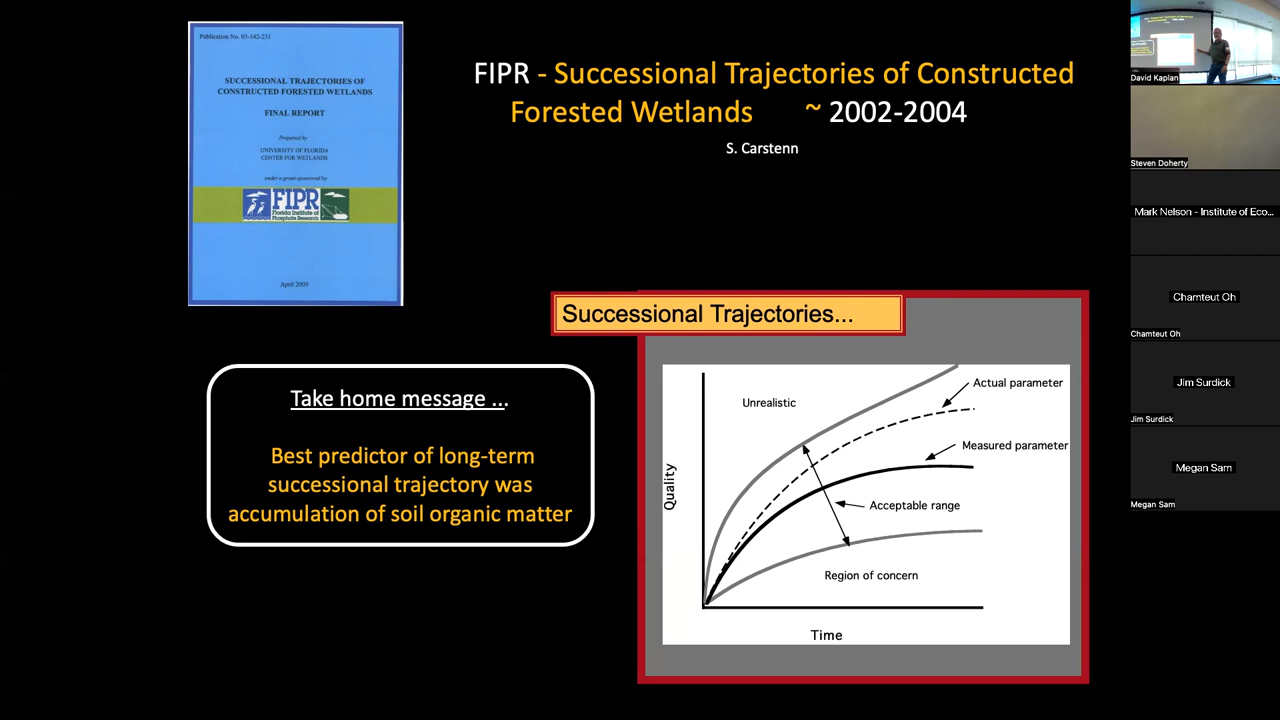 Publication No. 03-142-231
SUCCESSIONAL TRAJECTORIES OF
CONSTRUCTED FORESTED WETLANDS
FINAL REPORT
Prepared by
UNIVERSITY OF FLORIDA
CENTER FOR WETLANDS
under a grant sponsored by
FIPR
Florida Institute of
Phosphate Research
April 2009
FIPR - Successional Trajectories of Constructed
Forested Wetlands ~ 2002-2004
S. Carstenn
Take home message ...
Best predictor of long-term
successional trajectory was
accumulation of soil organic matter
Successional Trajectories...
Actual parameter
Unrealistic
Measured parameter
Quality
Acceptable range
Region of concern
Time
David Kaplan
Steven Doherty
Mark Nelson - Institute of Eco...
Chamteut Oh
Chamteut Oh
Jim Surdick
Jim Surdick
Megan Sam
Megan Sam